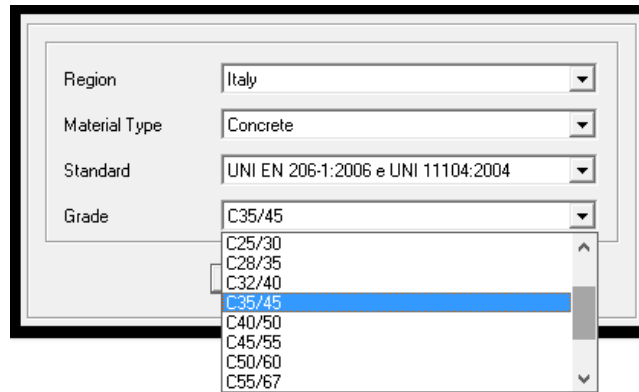 Region Italy
Material Type Concrete
Standard UNI EN 206-1:2006 e UNI 11104:2004
Grade C35/45
C25/30
C28/35
C32/40
C35/45
C40/50
C45/55
C50/60
C55/67